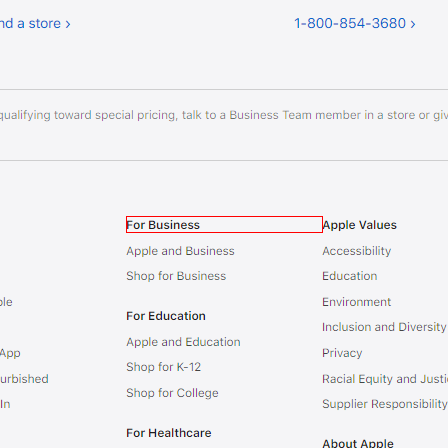 nd a store >
1-800-854-3680 >
qualifying toward special pricing, talk to a Business Team member in a store or giv
For Business
Apple and Business
Shop for Business
For Education
Apple and Education
Shop for K-12
Shop for College
For Healthcare
Apple Values
Accessibility
Education
Environment
Inclusion and Diversity
Privacy
Racial Equity and Justi
Supplier Responsibility
About Apple
ple
App
urbished
In